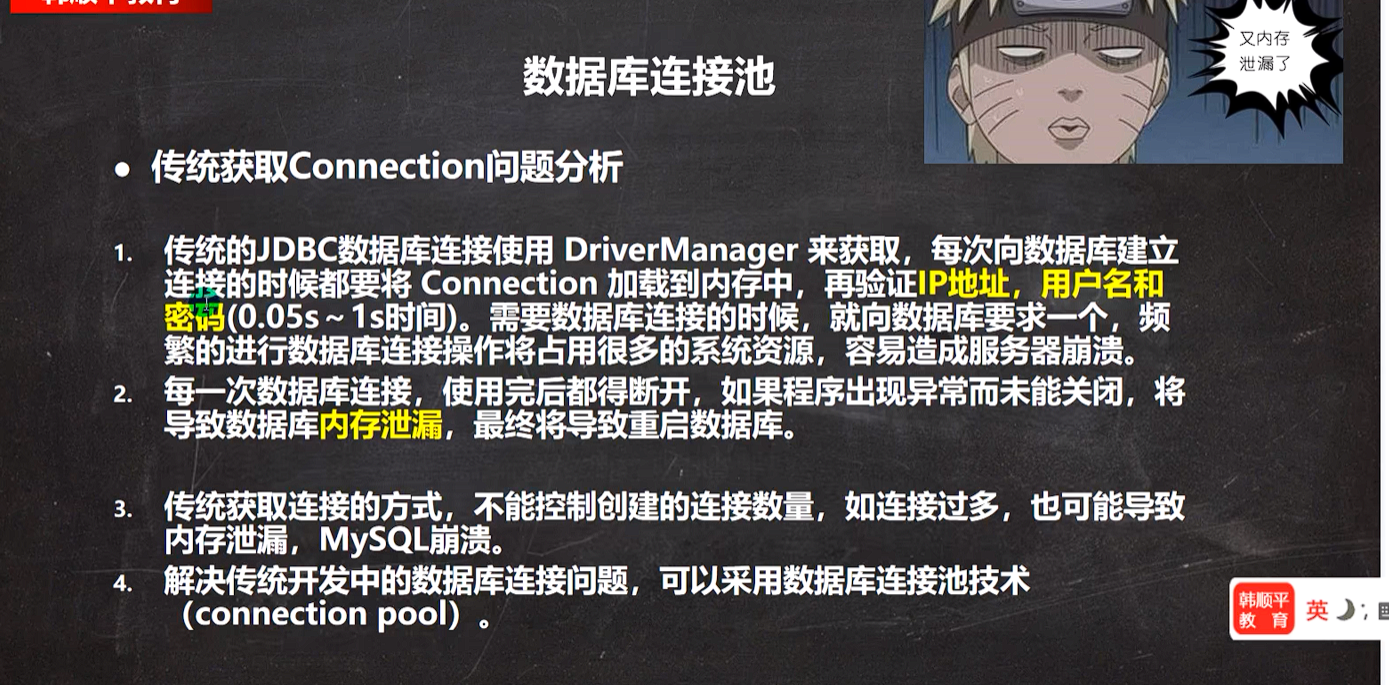 又内存
泄漏了
数据库连接池
● 传统获取Connection问题分析
1. 传统的JDBC数据库连接使用 DriverManager 来获取，每次向数据库建立
连接的时候都要将 Connection 加载到内存中，再验证IP地址，用户名和
密码(0.05s～1s时间)。需要数据库连接的时候，就向数据库要求一个，频
繁的进行数据库连接操作将占用很多的系统资源，容易造成服务器崩溃。
2. 每一次数据库连接，使用完后都得断开，如果程序出现异常而未能关闭，将
导致数据库内存泄漏，最终将导致重启数据库。
3. 传统获取连接的方式，不能控制创建的连接数量，如连接过多，也可能导致
内存泄漏，MySQL崩溃。
4. 解决传统开发中的数据库连接问题，可以采用数据库连接池技术
（connection pool）。
韩顺平
教 育
英 ;